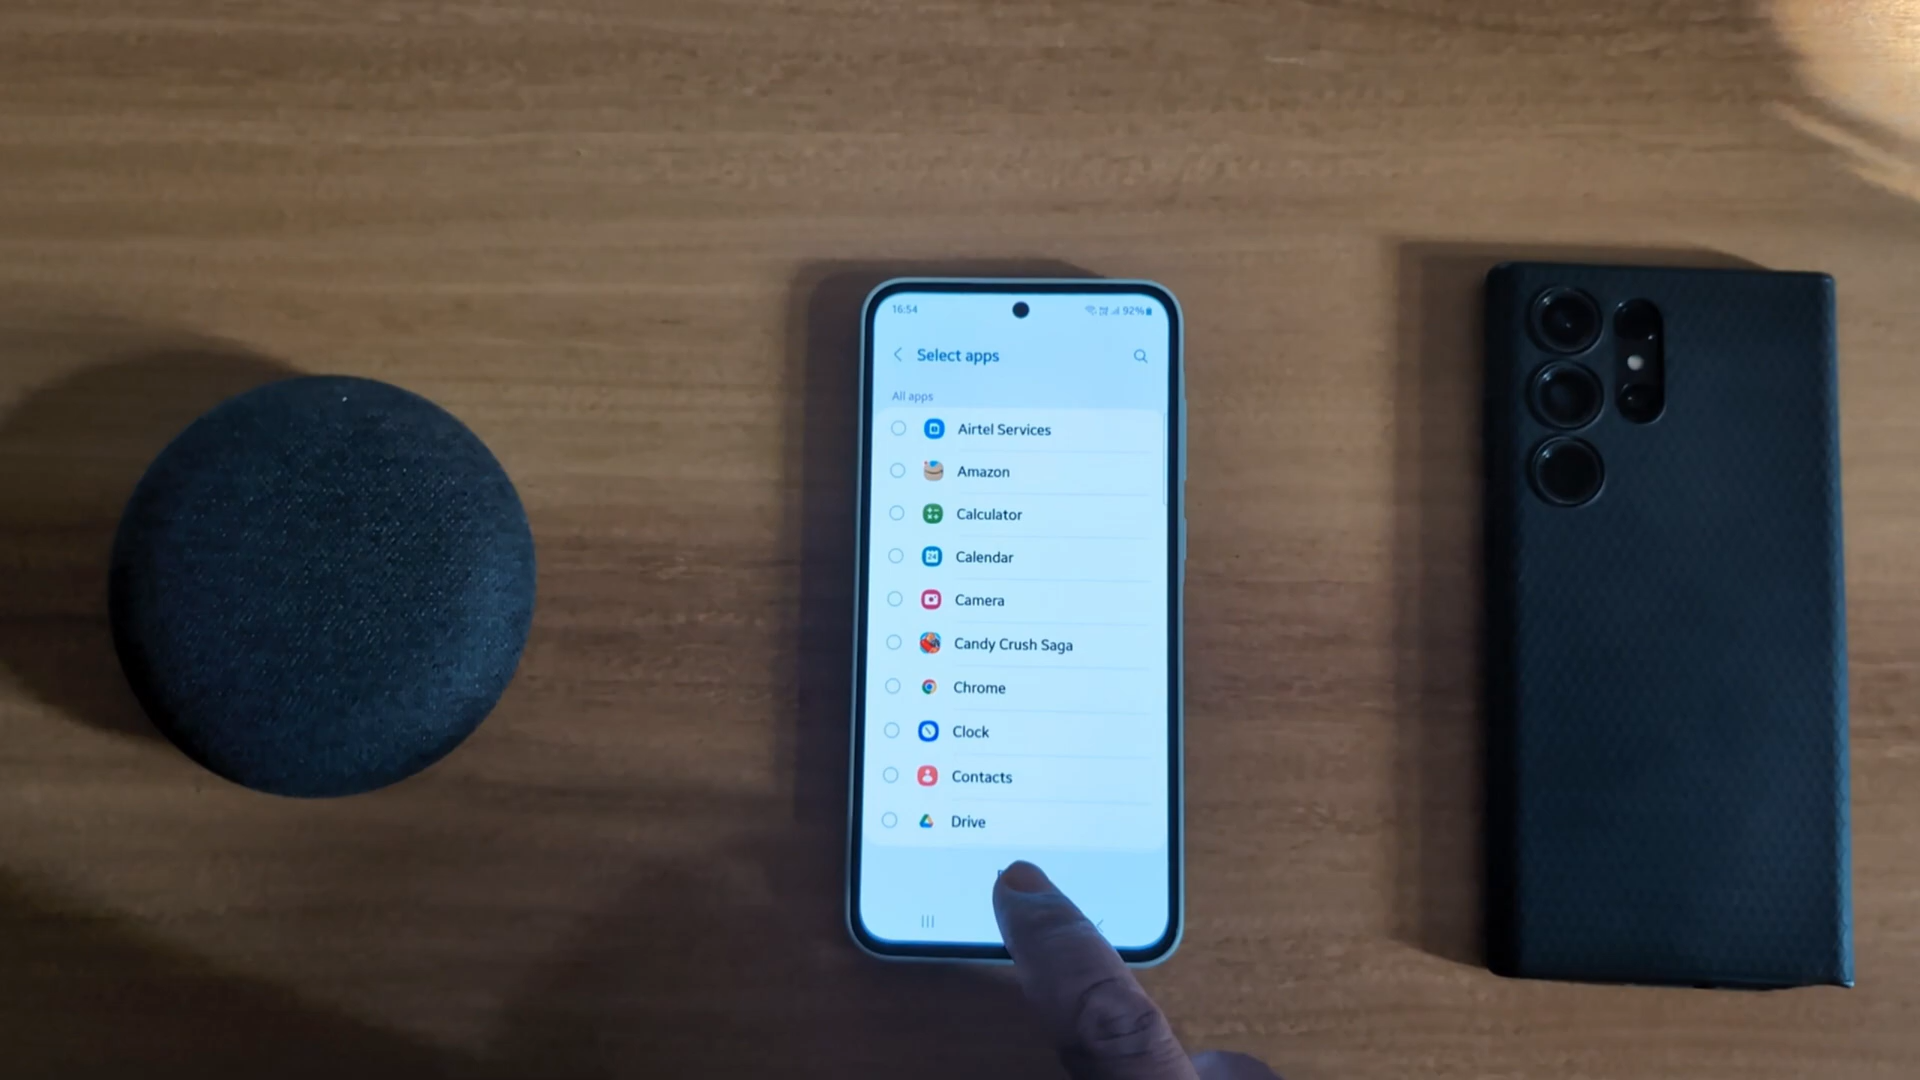 16:54 92%
Select apps
All apps
Airtel Services
Amazon
Calculator
Calendar
Camera
Candy Crush Saga
Chrome
Clock
Contacts
Drive